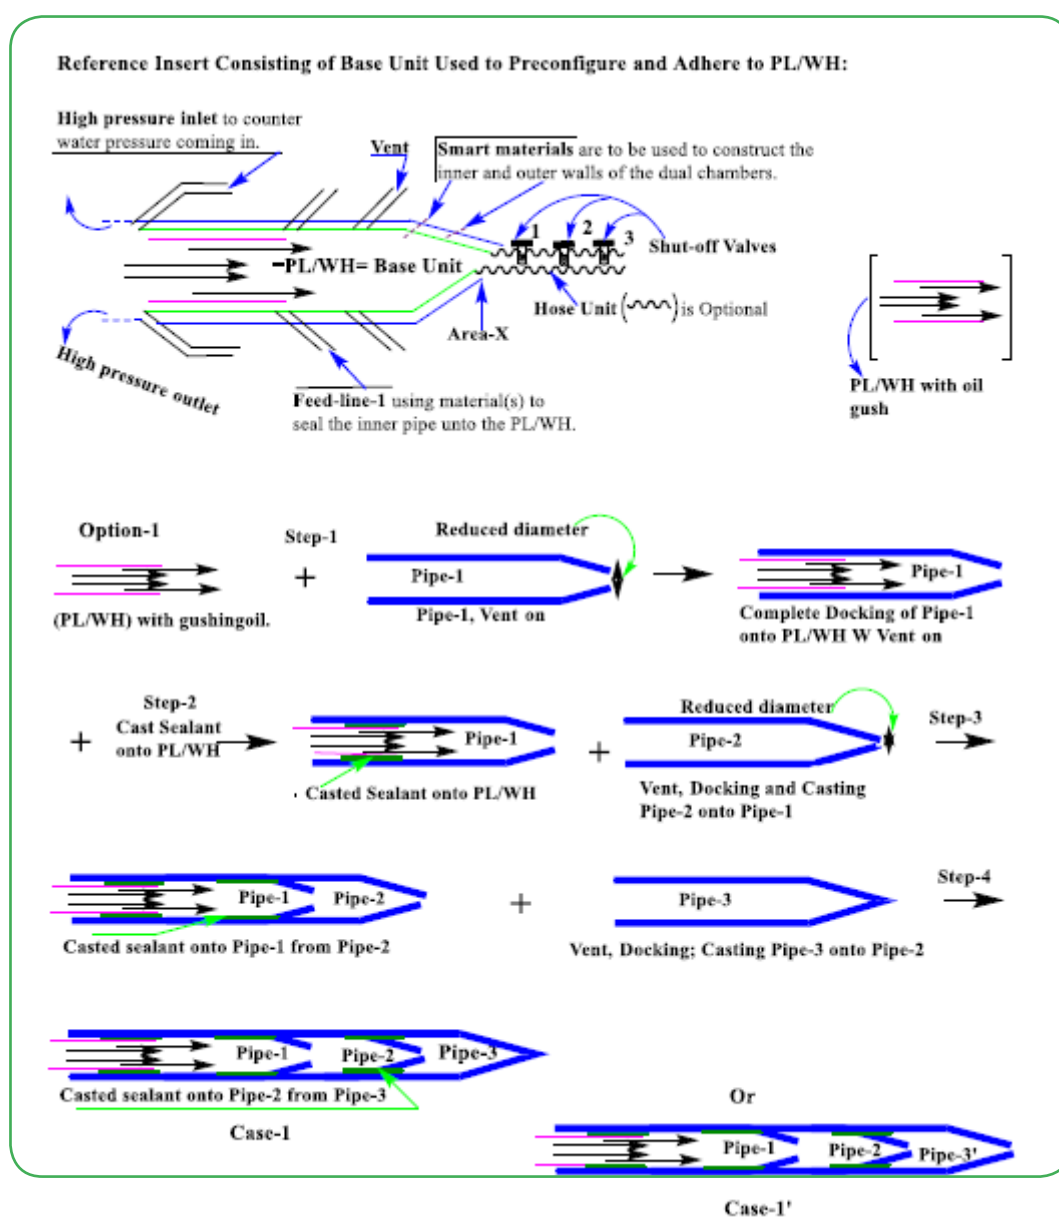 Reference Insert Consisting of Base Unit Used to Preconfigure and Adhere to PL/WH:
High pressure inlet to counter
water pressure coming in.
Vent
Smart materials are to be used to construct the
inner and outer walls of the dual chambers.
1
2
3
Shut-off Valves
PL/WH= Base Unit
Hose Unit ( ) is Optional
Area-X
High pressure outlet
Feed-line-1 using material(s) to
seal the inner pipe unto the PL/WH.
PL/WH with oil
gush
Option-1
Step-1
Reduced diameter
+
Pipe-1
Pipe-1
(PL/WH) with gushingoil.
Pipe-1, Vent on
Complete Docking of Pipe-1
onto PL/WH W Vent on
Step-2
Cast Sealant
onto PL/WH
+
Pipe-1
Casted Sealant onto PL/WH
+
Reduced diameter
Pipe-2
Step-3
Vent, Docking and Casting
Pipe-2 onto Pipe-1
Pipe-1
Pipe-2
Casted sealant onto Pipe-1 from Pipe-2
+
Pipe-3
Step-4
Vent, Docking; Casting Pipe-3 onto Pipe-2
Pipe-1
Pipe-2
Pipe-3
Casted sealant onto Pipe-2 from Pipe-3
Case-1
Or
Pipe-1
Pipe-2
Pipe-3'
Case-1'